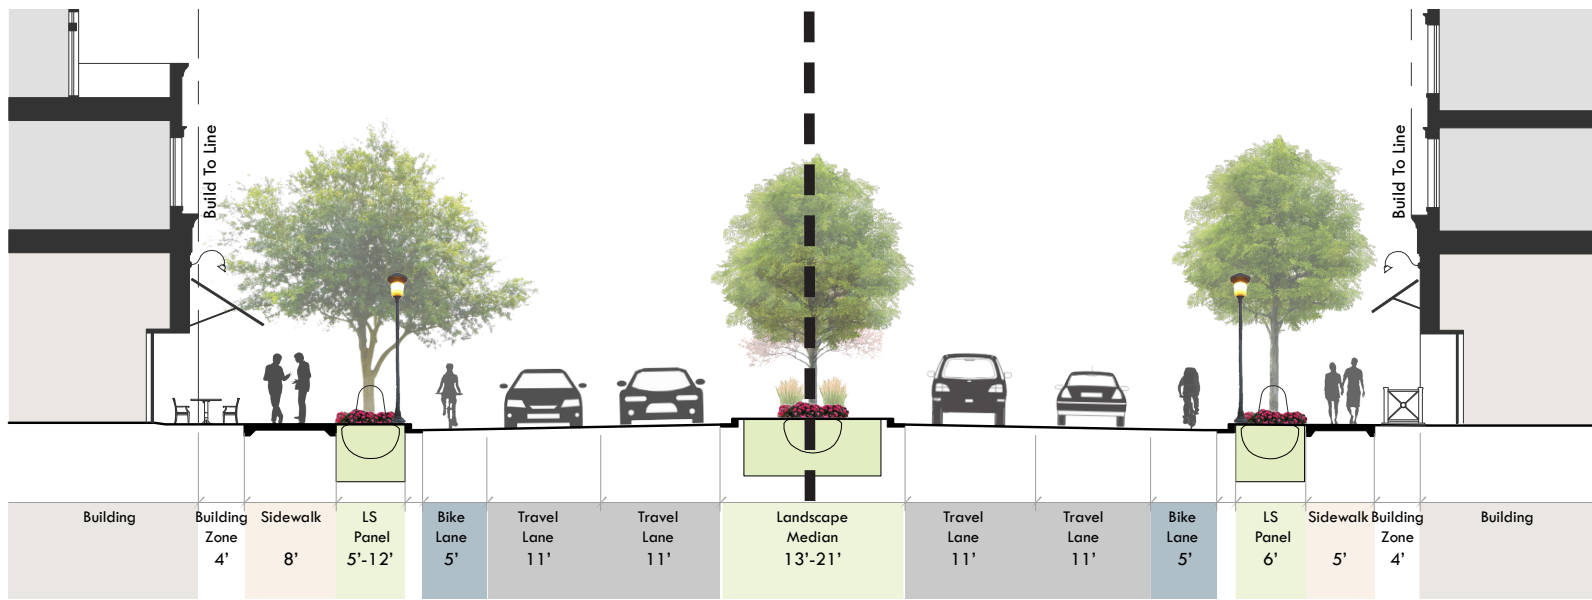 Build To Line
Build To Line
Building
Building
Zone
4’
Sidewalk
8’
LS
Panel
5’-12’
Bike
Lane
5’
Travel
Lane
11’
Travel
Lane
11’
Landscape
Median
13’-21’
Travel
Lane
11’
Travel
Lane
11’
Bike
Lane
5’
LS
Panel
6’
Sidewalk
5’
Building
Zone
4’
Building